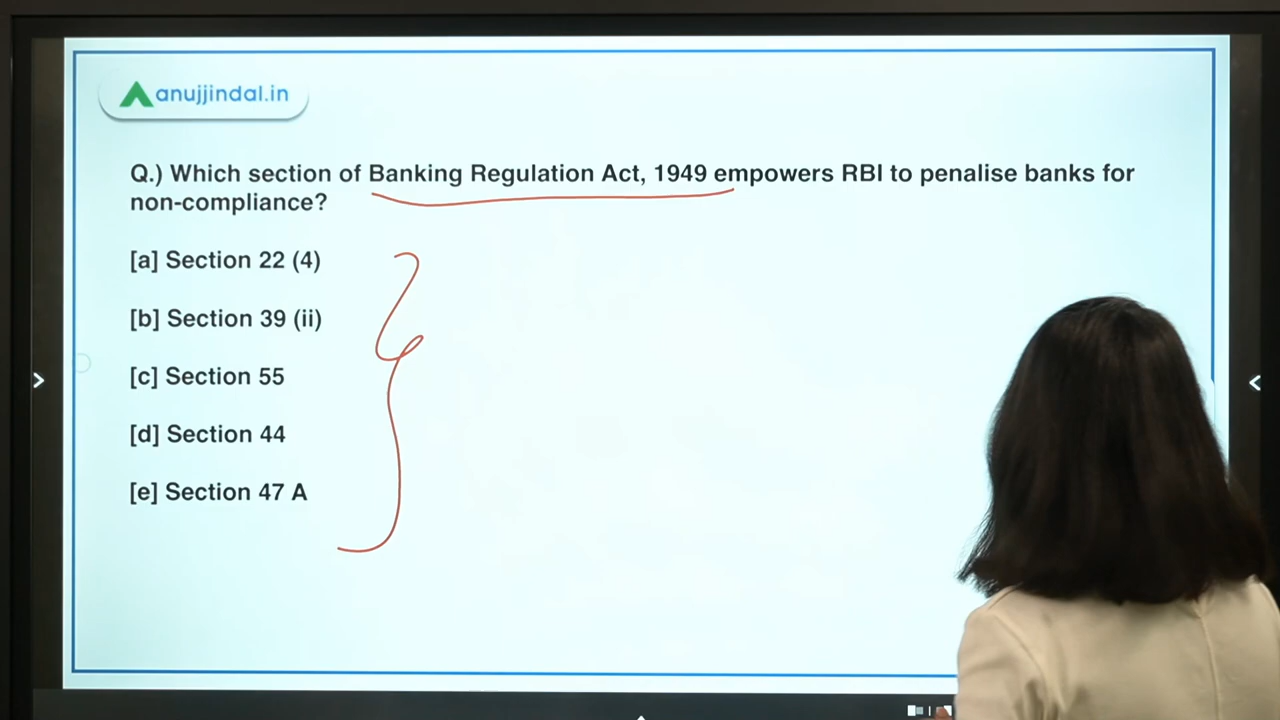 anujjindal.in
Q.) Which section of Banking Regulation Act, 1949 empowers RBI to penalise banks for
non-compliance?
[a] Section 22 (4)
[b] Section 39 (ii)
[c] Section 55
[d] Section 44
[e] Section 47 A